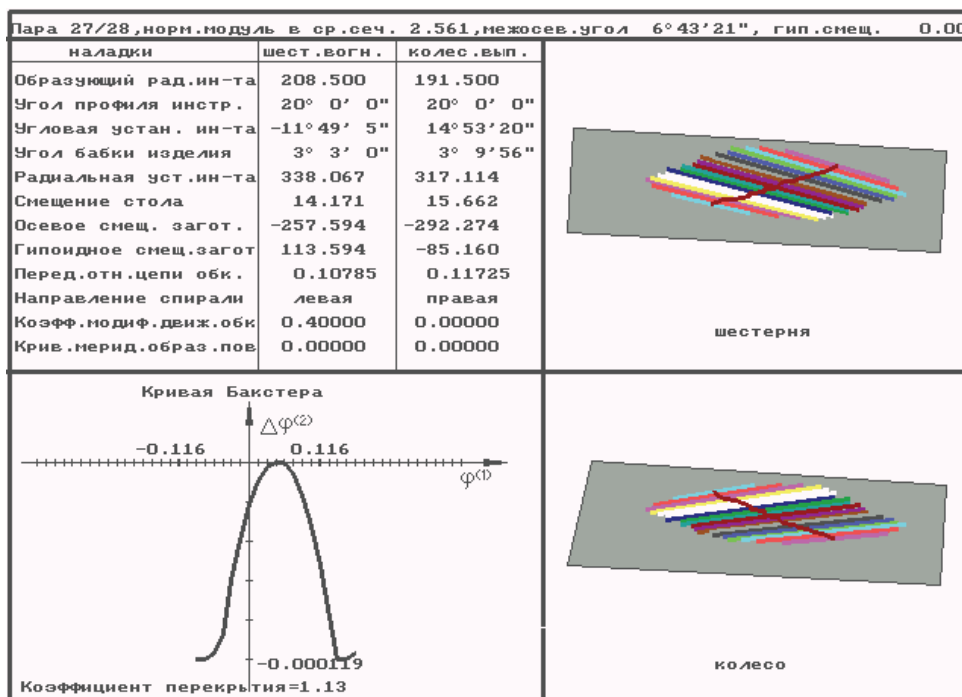 Пара 27/28,норм.модуль в ср.сеч. 2.561,межосев.угол 6°43'21", гип.смещ. 0.00
наладки шест.вогн. колес.вып.
Образующий рад.ин-та 208.500 191.500
Угол профиля инстр. 20° 0' 0" 20° 0' 0"
Угловая устан. ин-та -11°49' 5" 14°53'20"
Угол бабки изделия 3° 3' 0" 3° 9'56"
Радиальная уст.ин-та 338.067 317.114
Смещение стола 14.171 15.662
Осевое смещ. загот. -257.594 -292.274
Гипоидное смещ.загот 113.594 -85.160
Перед.отн.цепи обк. 0.10785 0.11725
Направление спирали левая правая
Коэфф.модиф.движ.обк 0.40000 0.00000
Крив.мерид.образ.пов 0.00000 0.00000
шестерня
Кривая Бакстера
Δφ(2)
-0.116 0.116
φ(1)
-0.000119
Коэффициент перекрытия=1.13
колесо